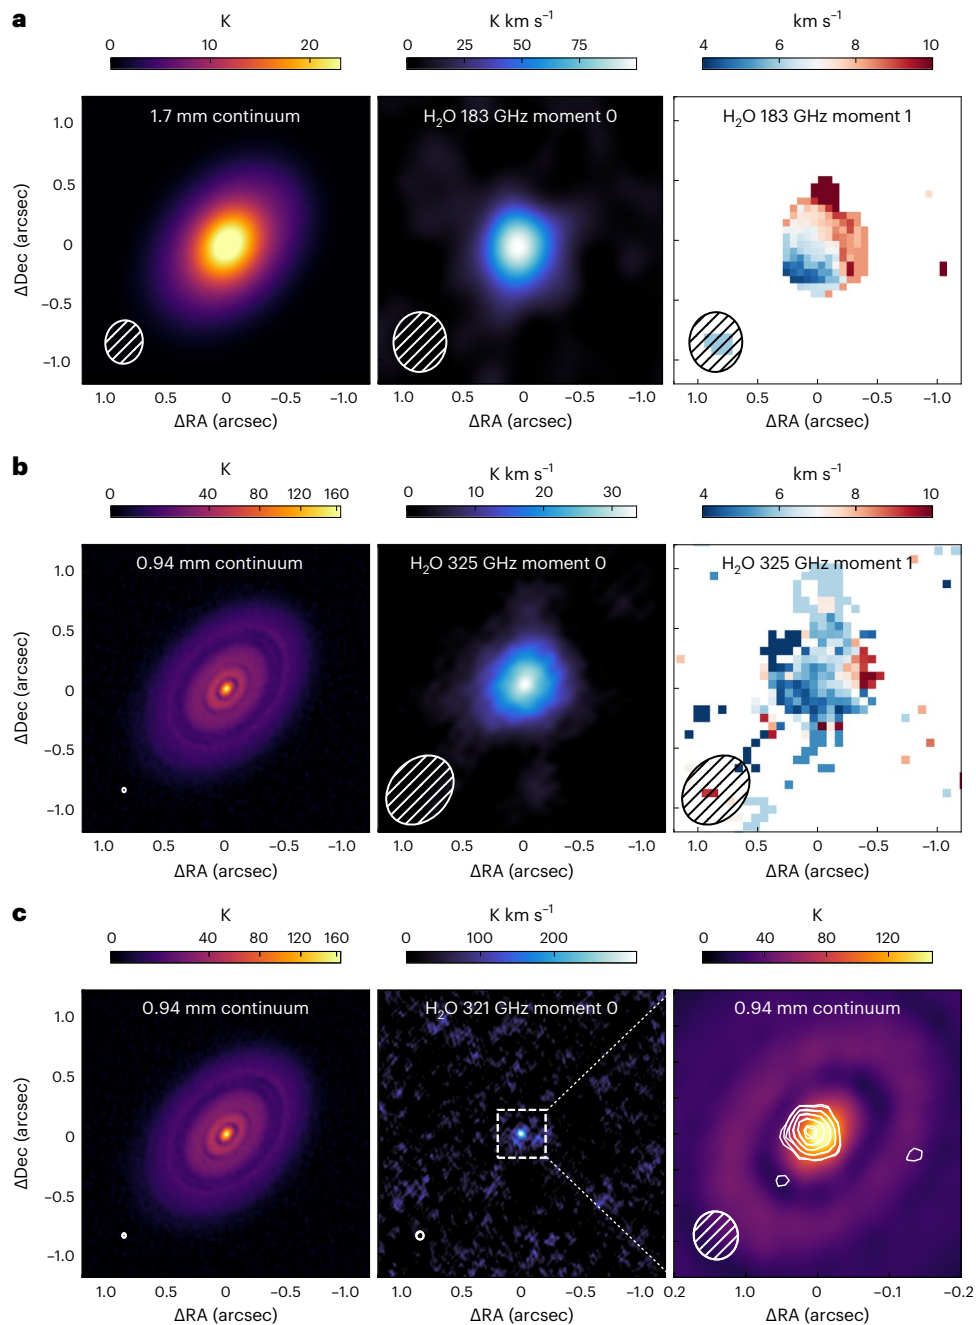 a
K K km s⁻¹ km s⁻¹
0 10 20 0 25 50 75 4 6 8 10
1.7 mm continuum H₂O 183 GHz moment 0 H₂O 183 GHz moment 1
1.0
0.5
0
−0.5
−1.0
ΔDec (arcsec)
1.0 0.5 0 −0.5 −1.0 1.0 0.5 0 −0.5 −1.0 1.0 0.5 0 −0.5 −1.0
ΔRA (arcsec) ΔRA (arcsec) ΔRA (arcsec)
b
K K km s⁻¹ km s⁻¹
0 40 80 120 160 0 10 20 30 4 6 8 10
0.94 mm continuum H₂O 325 GHz moment 0 H₂O 325 GHz moment 1
1.0
0.5
0
−0.5
−1.0
ΔDec (arcsec)
1.0 0.5 0 −0.5 −1.0 1.0 0.5 0 −0.5 −1.0 1.0 0.5 0 −0.5 −1.0
ΔRA (arcsec) ΔRA (arcsec) ΔRA (arcsec)
c
K K km s⁻¹ K
0 40 80 120 160 0 100 200 0 40 80 120
0.94 mm continuum H₂O 321 GHz moment 0 0.94 mm continuum
1.0
0.5
0
−0.5
−1.0
ΔDec (arcsec)
1.0 0.5 0 −0.5 −1.0 1.0 0.5 0 −0.5 −1.0 0.2 1.0 0 −0.1 −0.2
ΔRA (arcsec) ΔRA (arcsec) ΔRA (arcsec)